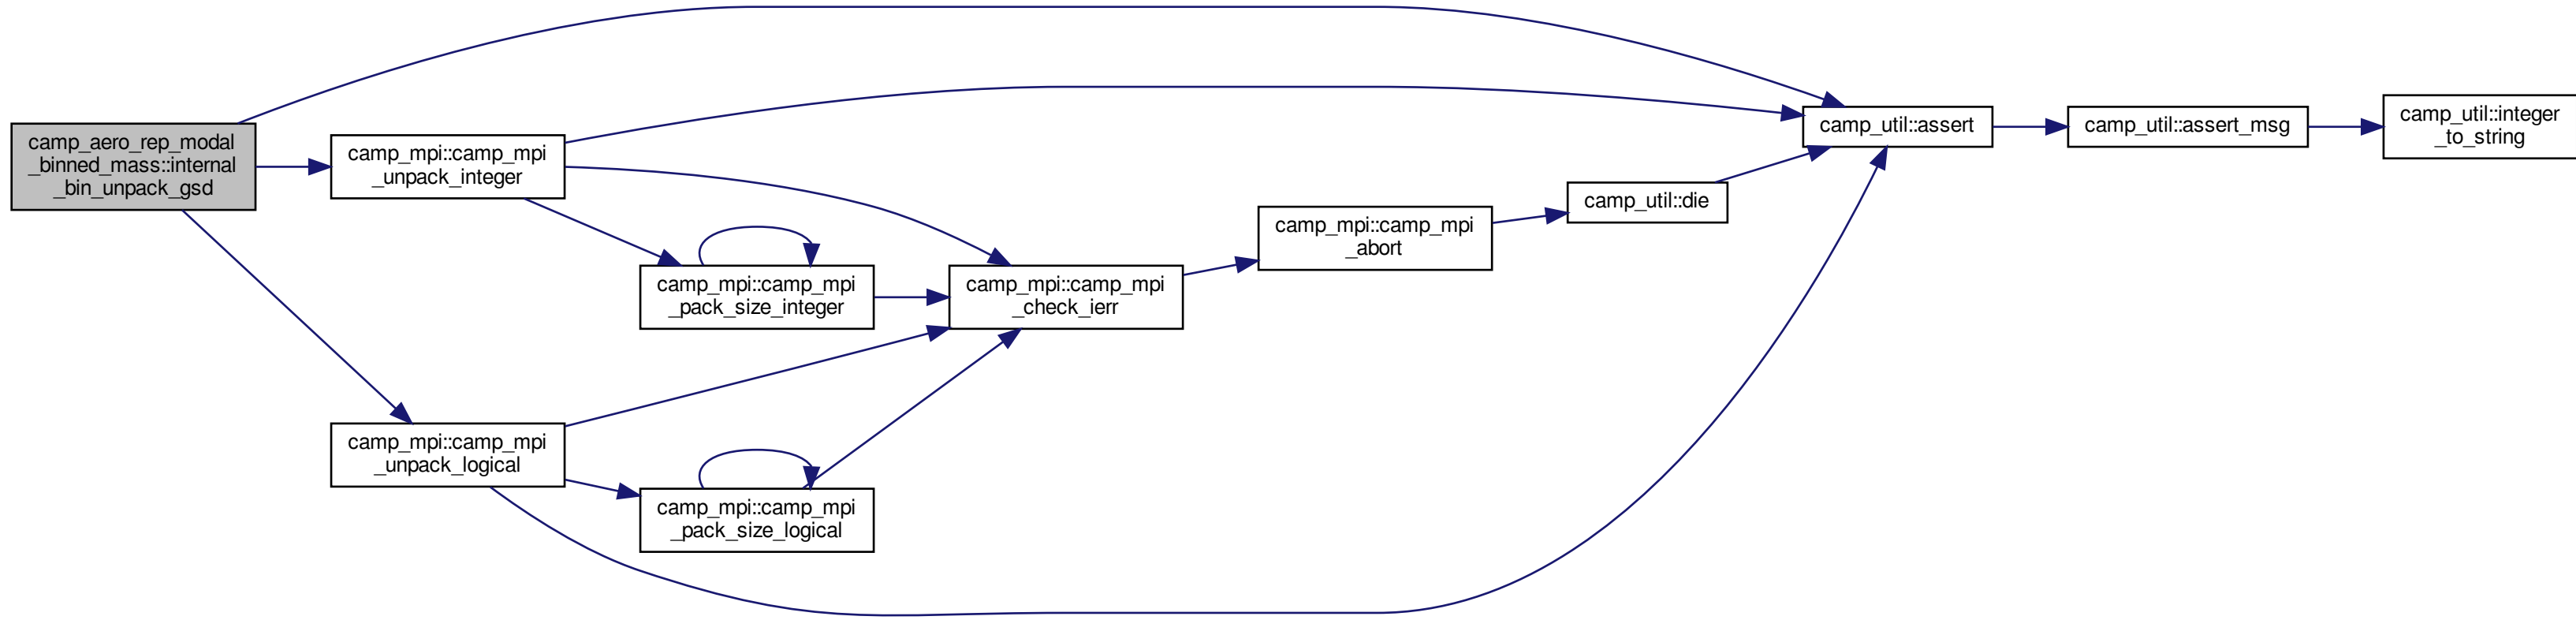 camp_aero_rep_modal
_binned_mass::internal
_bin_unpack_gsd
camp_mpi::camp_mpi
_unpack_integer
camp_mpi::camp_mpi
_pack_size_integer
camp_mpi::camp_mpi
_check_ierr
camp_mpi::camp_mpi
_abort
camp_util::die
camp_util::assert
camp_util::assert_msg
camp_util::integer
_to_string
camp_mpi::camp_mpi
_unpack_logical
camp_mpi::camp_mpi
_pack_size_logical